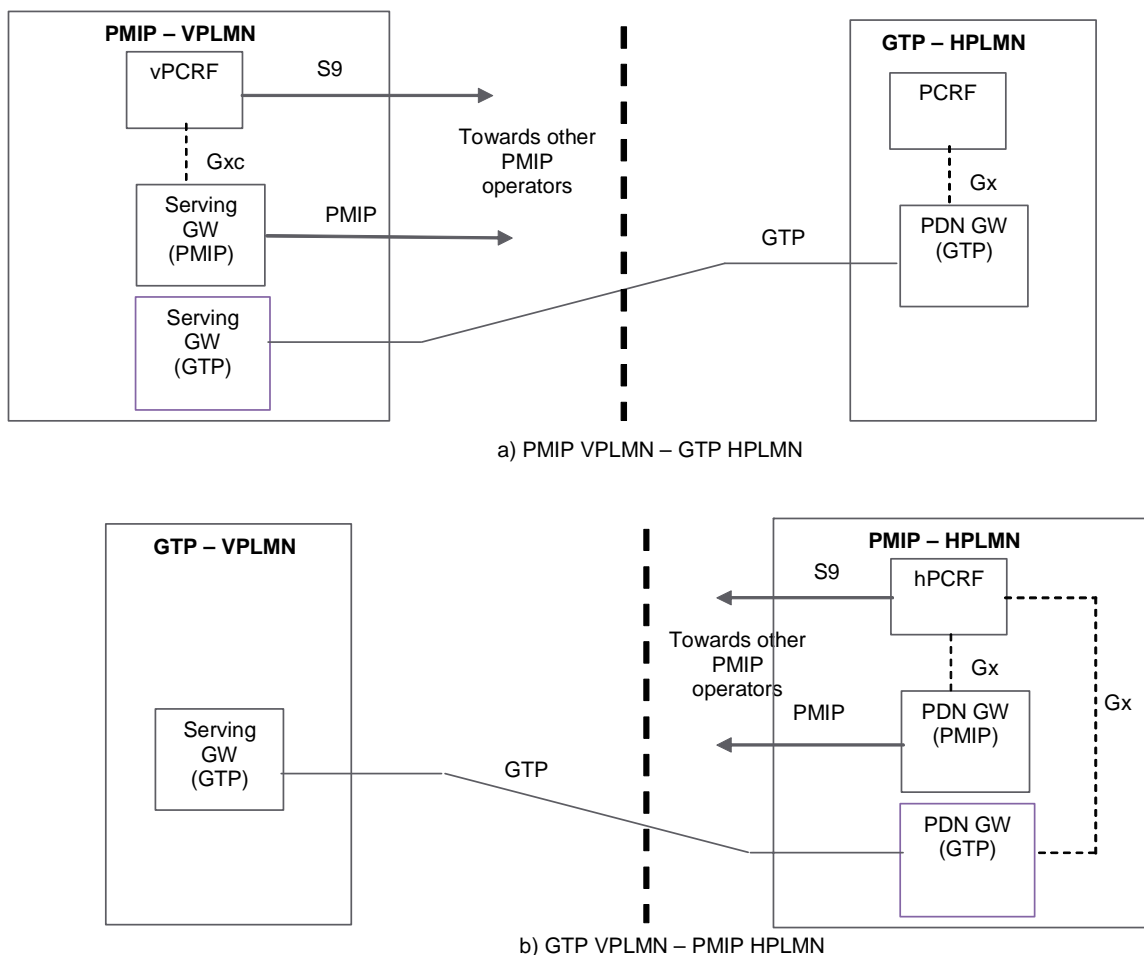 PMIP – VPLMN
vPCRF
S9
Gxc
Towards other
PMIP
operators
Serving
GW
(PMIP)
PMIP
Serving
GW
(GTP)
GTP
GTP – HPLMN
PCRF
Gx
PDN GW
(GTP)
a) PMIP VPLMN – GTP HPLMN
GTP – VPLMN
Serving
GW
(GTP)
GTP
PMIP – HPLMN
S9
hPCRF
Towards other
PMIP
operators
Gx
Gx
PMIP
PDN GW
(PMIP)
PDN GW
(GTP)
b) GTP VPLMN – PMIP HPLMN